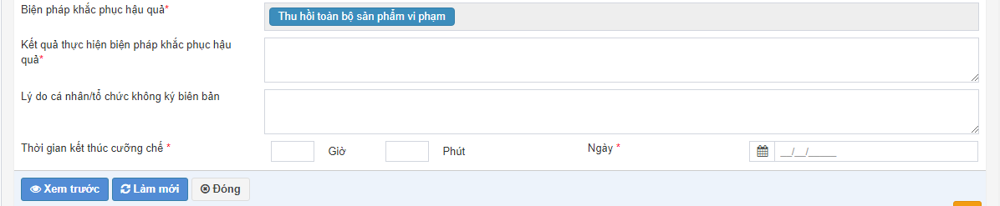 Biện pháp khắc phục hậu quả*
Thu hồi toàn bộ sản phẩm vi phạm
Kết quả thực hiện biện pháp khắc phục hậu
quả*
Lý do cá nhân/tổ chức không ký biên bản
Thời gian kết thúc cưỡng chế * Giờ Phút Ngày * __/__/____
Xem trước Làm mới Đóng